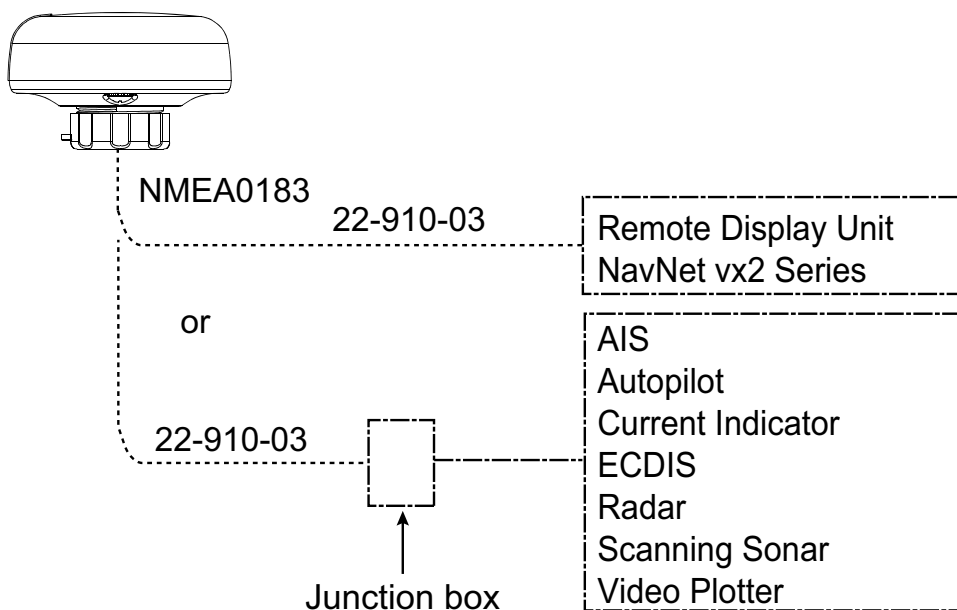 NMEA0183
22-910-03
Remote Display Unit
NavNet vx2 Series
or
AIS
Autopilot
Current Indicator
ECDIS
Radar
Scanning Sonar
Video Plotter
22-910-03
Junction box